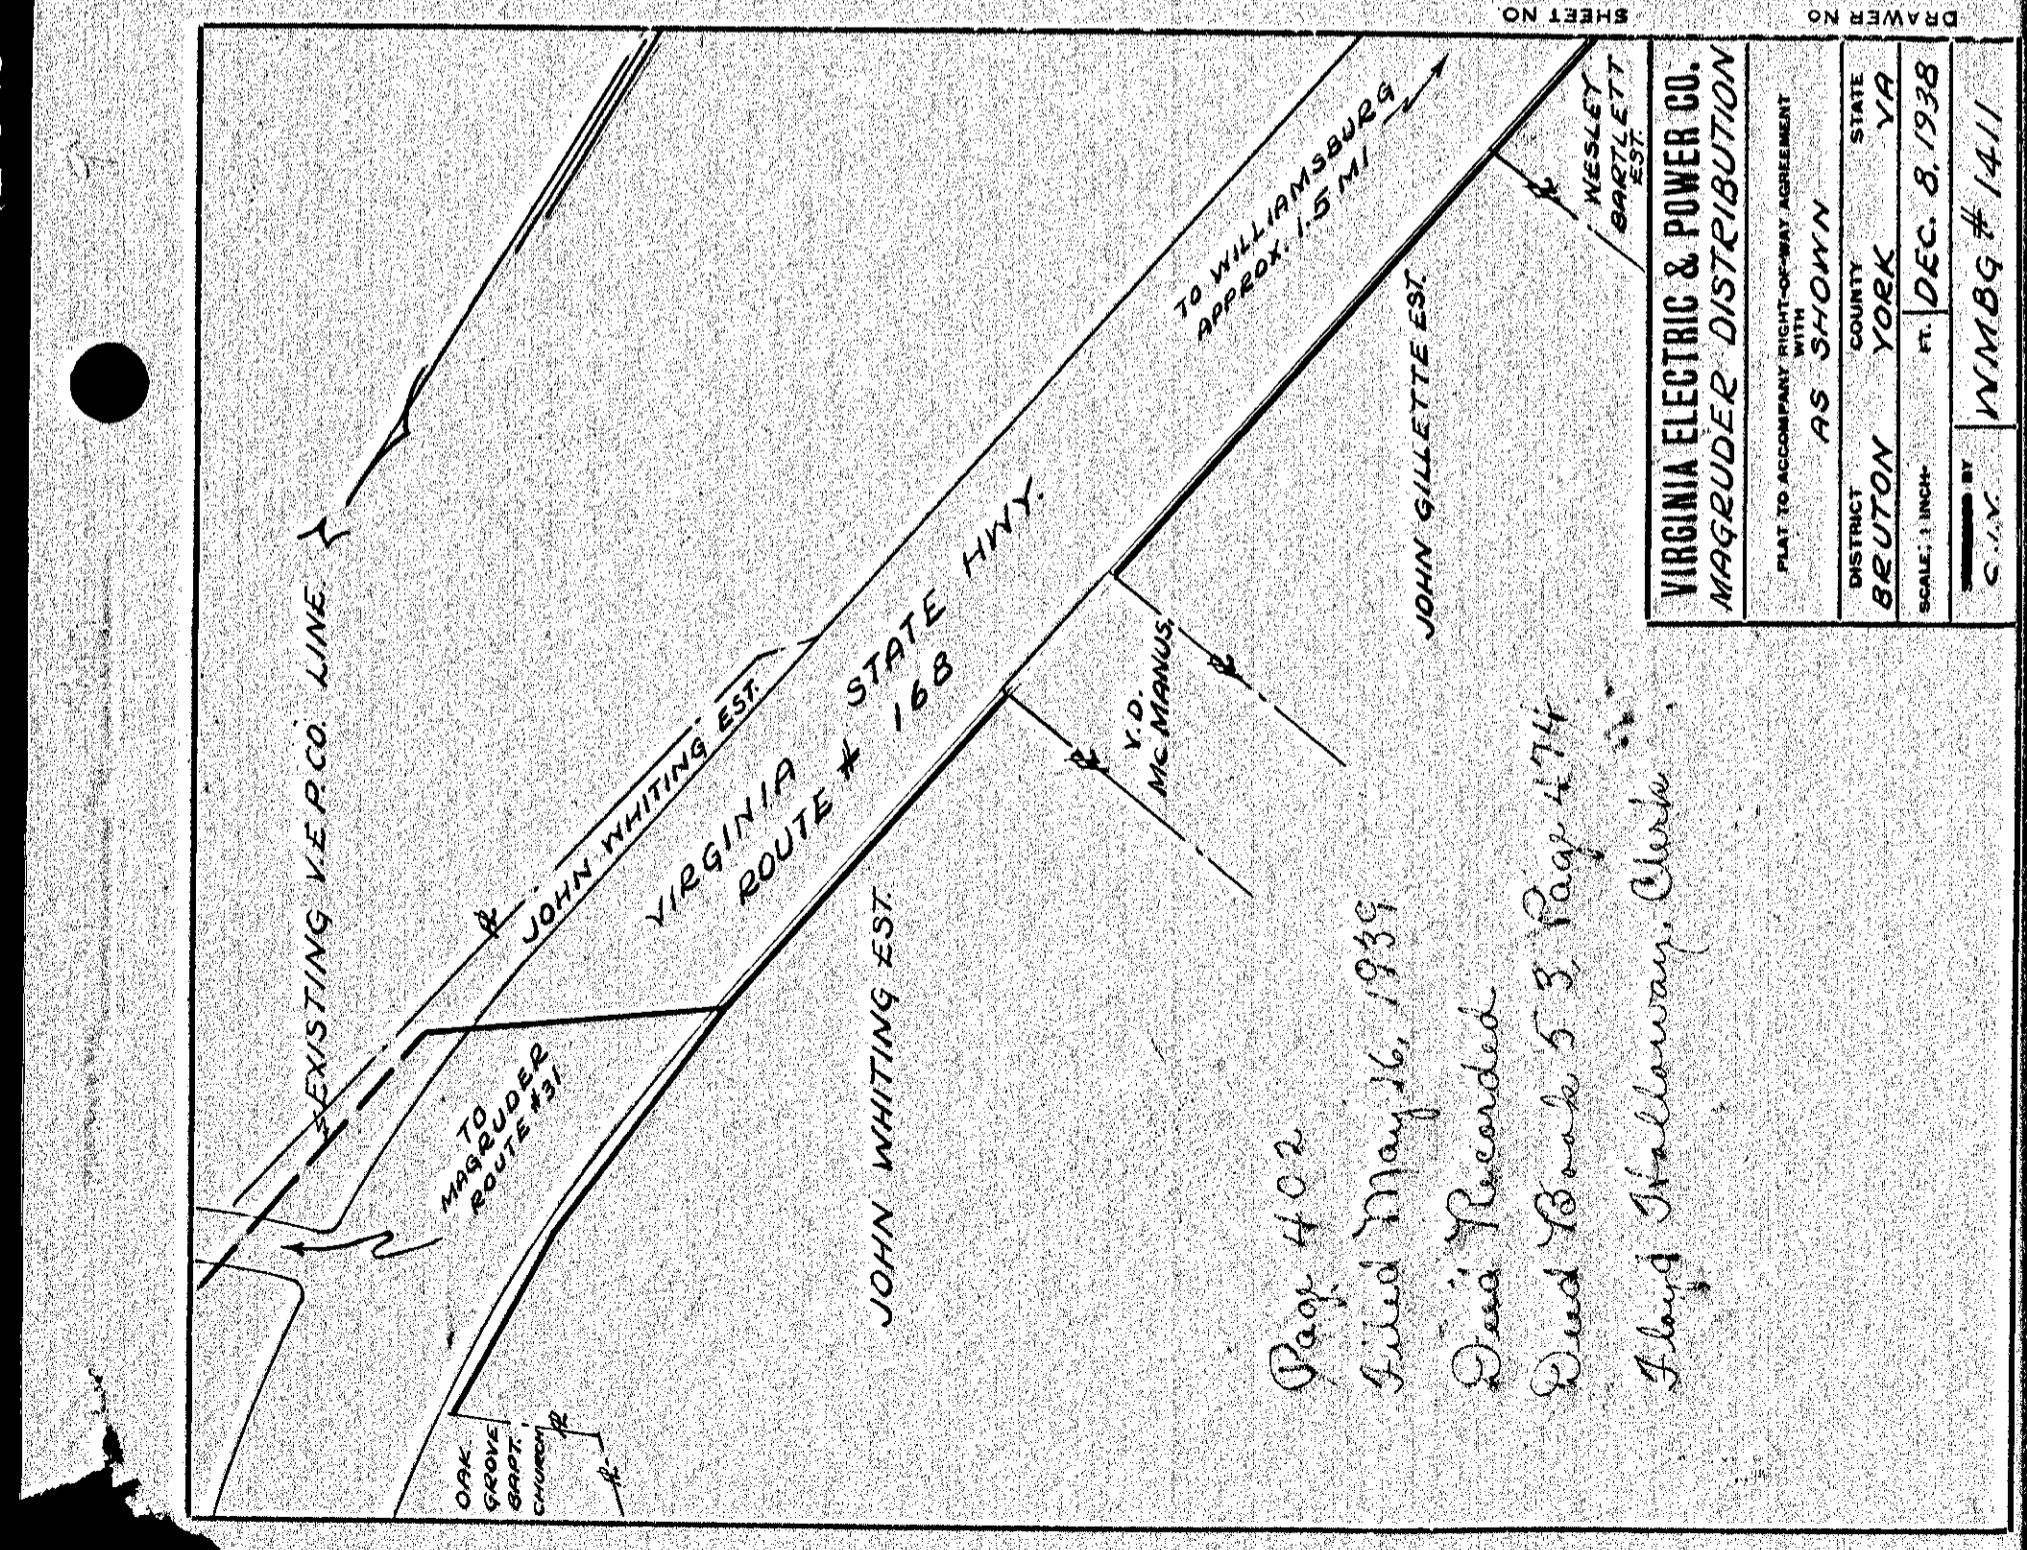 EXISTING V.E.P.CO. LINE
JOHN WHITING EST.
VIRGINIA STATE HWY.
ROUTE # 168
TO WILLIAMSBURG
APPROX. 1.5 MI
TO
MAGRUDER
ROUTE #31
OAK
GROVE
BAPT.
CHURCH
JOHN WHITING EST.
Y.D.
McMANUS.
JOHN GILLETTE EST.
WESLEY
BARTLETT
EST.
Page 402
Filed May 16, 1939
Deed Recorded
Deed Book 53, Page 474
Floyd Holloway, Clerk
VIRGINIA ELECTRIC & POWER CO.
MAGRUDER DISTRIBUTION
PLAT TO ACCOMPANY RIGHT-OF-WAY AGREEMENT
WITH
AS SHOWN
DISTRICT COUNTY STATE
BRUTON YORK VA
SCALE, 1 INCH= FT. DEC. 8, 1938
BY
C.I.V. WMBG # 1411
SHEET NO
DRAWER NO